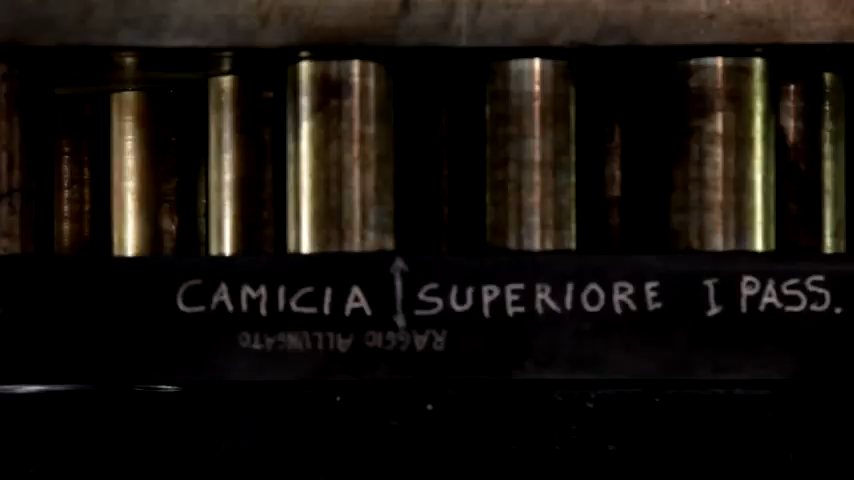 CAMICIA ↕ SUPERIORE I PASS.
RAGGIO ALLUNGATO